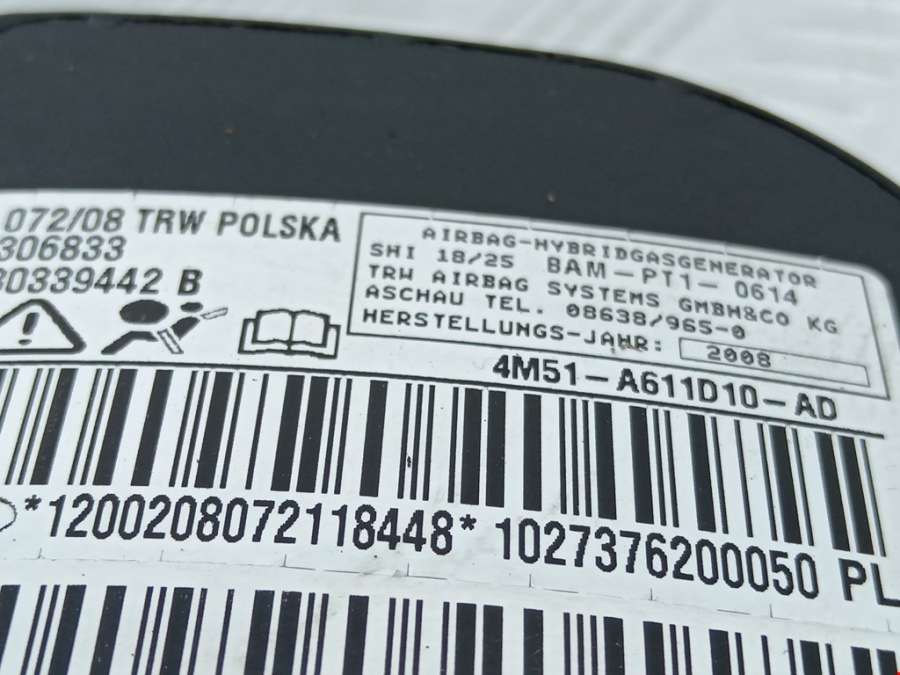 072/08 TRW POLSKA
306833
30339442 B
AIRBAG-HYBRIDGASGENERATOR
SHI 18/25 BAM-PT1- 0614
TRW AIRBAG SYSTEMS GMBH&CO KG
ASCHAU TEL. 08638/965-0
HERSTELLUNGS-JAHR: 2008
4M51-A611D10-AD
*1200208072118448* 1027376200050 PL